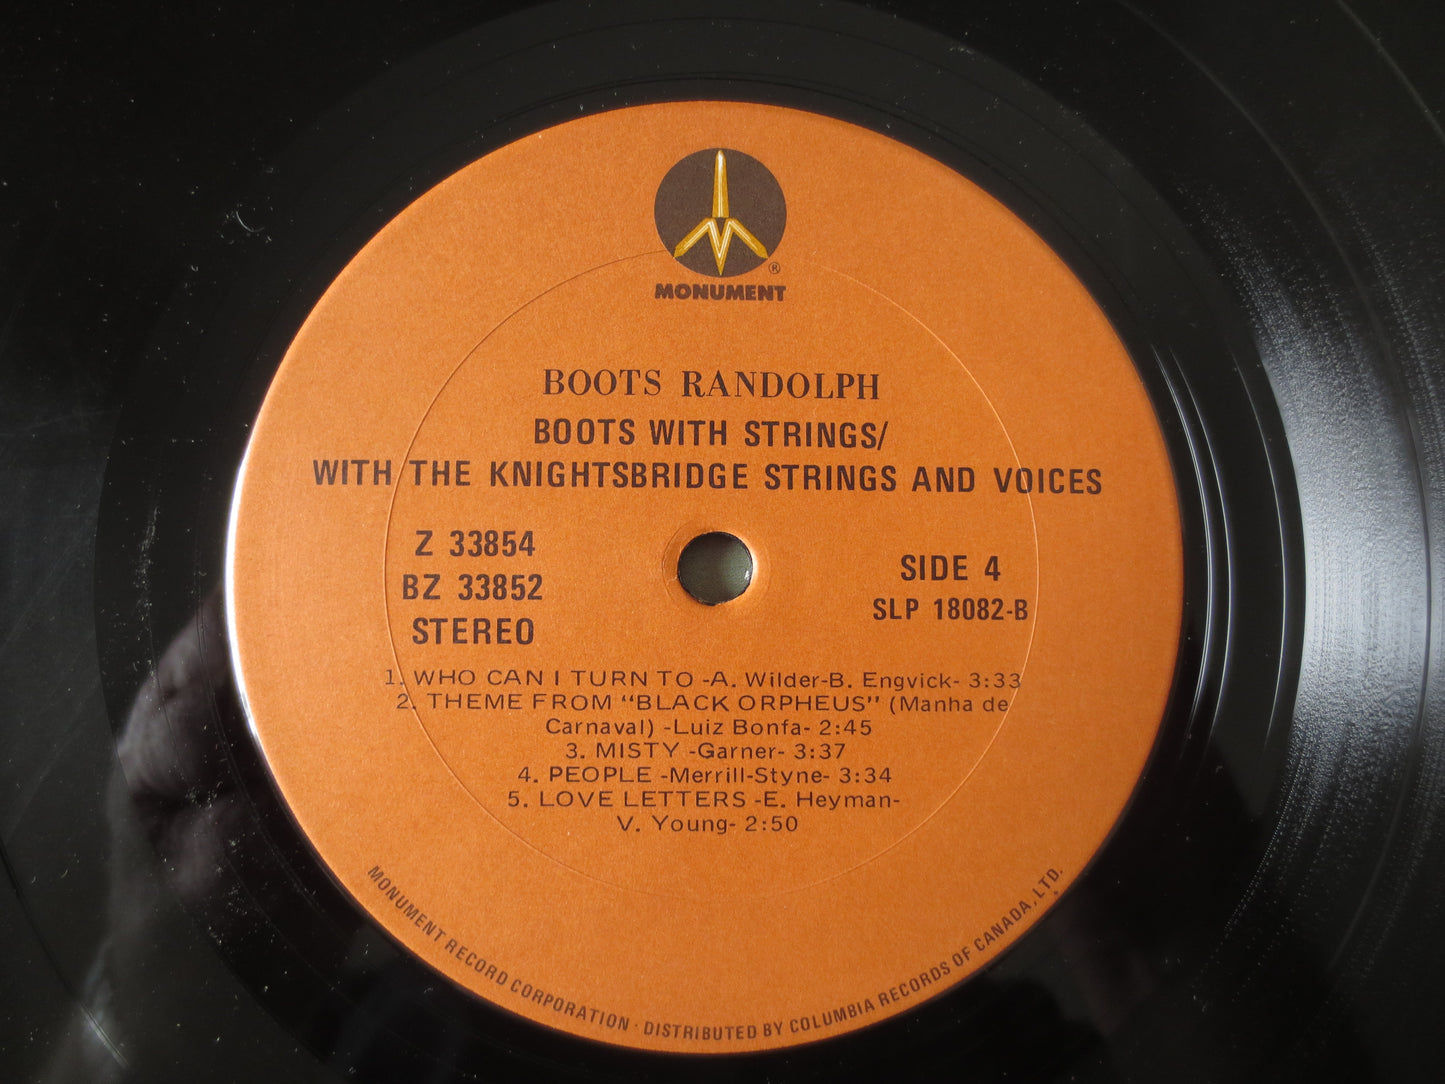 ®
MONUMENT
BOOTS RANDOLPH
BOOTS WITH STRINGS/
WITH THE KNIGHTSBRIDGE STRINGS AND VOICES
Z 33854
BZ 33852
STEREO
SIDE 4
SLP 18082-B
1. WHO CAN I TURN TO -A. Wilder-B. Engvick- 3:33
2. THEME FROM "BLACK ORPHEUS" (Manha de
Carnaval) -Luiz Bonfa- 2:45
3. MISTY -Garner- 3:37
4. PEOPLE -Merrill-Styne- 3:34
5. LOVE LETTERS -E. Heyman-
V. Young- 2:50
MONUMENT RECORD CORPORATION · DISTRIBUTED BY COLUMBIA RECORDS OF CANADA, LTD.